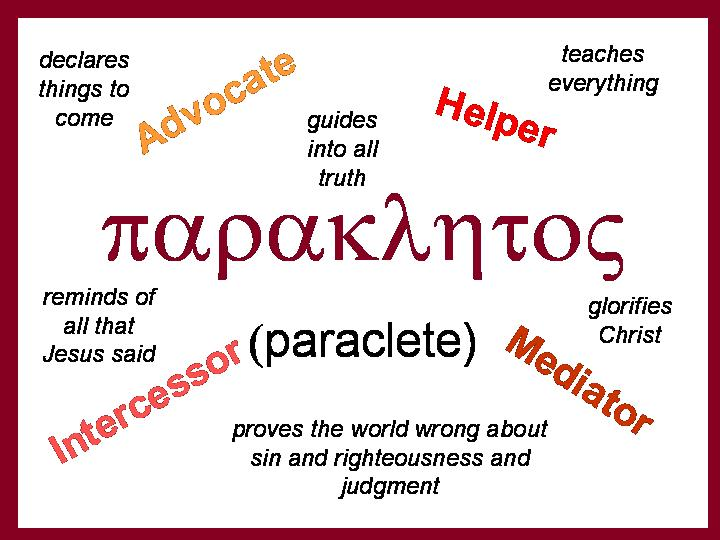 declares
things to
come
Advocate
guides
into all
truth
Helper
teaches
everything
παρακλητος
reminds of
all that
Jesus said
Intercessor
(paraclete)
Mediator
glorifies
Christ
proves the world wrong about
sin and righteousness and
judgment